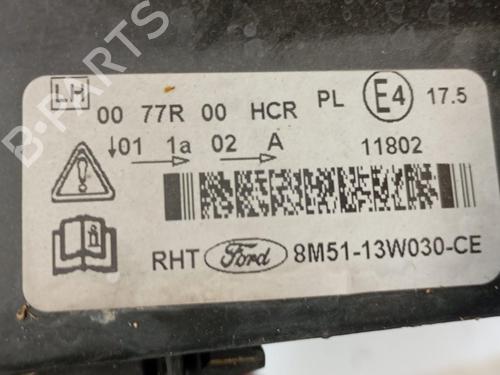 B-PARTS
LH 00 77R 00 HCR PL E4 17.5
↓01 1a 02 A 11802
RHT Ford 8M51-13W030-CE